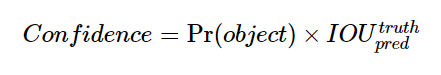 Confidence = Pr(object) × IOU^{truth}_{pred}